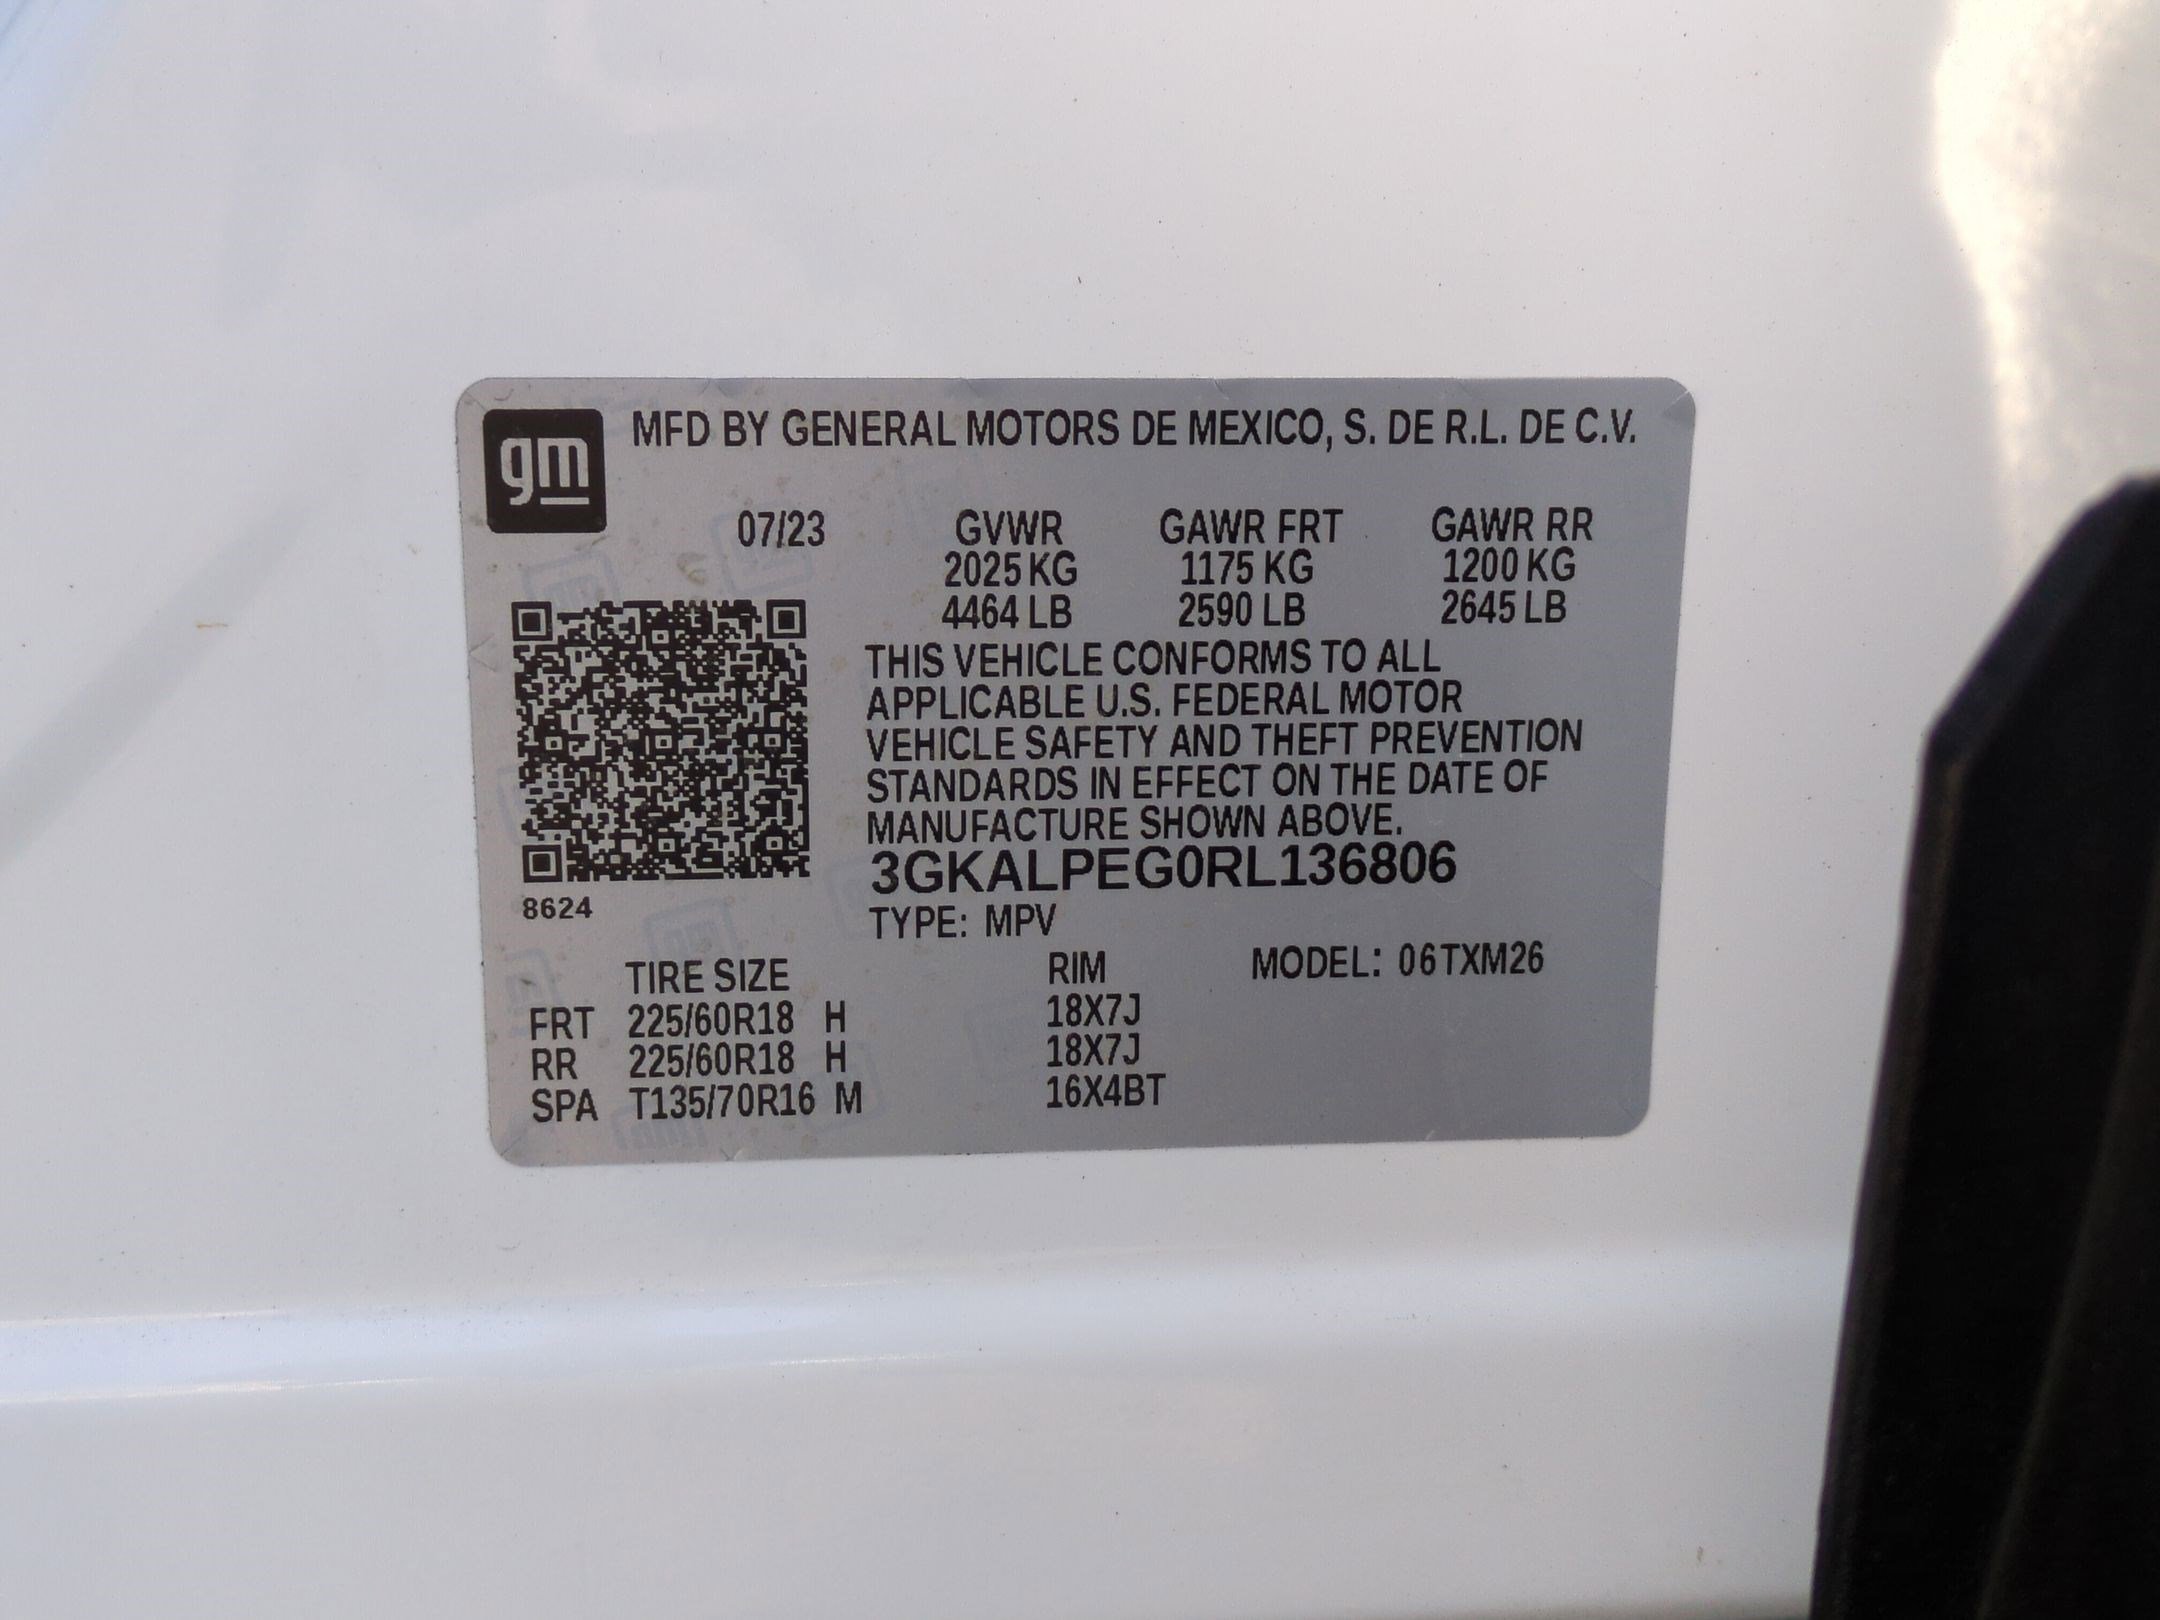 gm
MFD BY GENERAL MOTORS DE MEXICO, S. DE R.L. DE C.V.
07/23 GVWR GAWR FRT GAWR RR
2025 KG 1175 KG 1200 KG
4464 LB 2590 LB 2645 LB
THIS VEHICLE CONFORMS TO ALL
APPLICABLE U.S. FEDERAL MOTOR
VEHICLE SAFETY AND THEFT PREVENTION
STANDARDS IN EFFECT ON THE DATE OF
MANUFACTURE SHOWN ABOVE.
3GKALPEG0RL136806
8624
TYPE: MPV
TIRE SIZE RIM MODEL: 06TXM26
FRT 225/60R18 H 18X7J
RR 225/60R18 H 18X7J
SPA T135/70R16 M 16X4BT